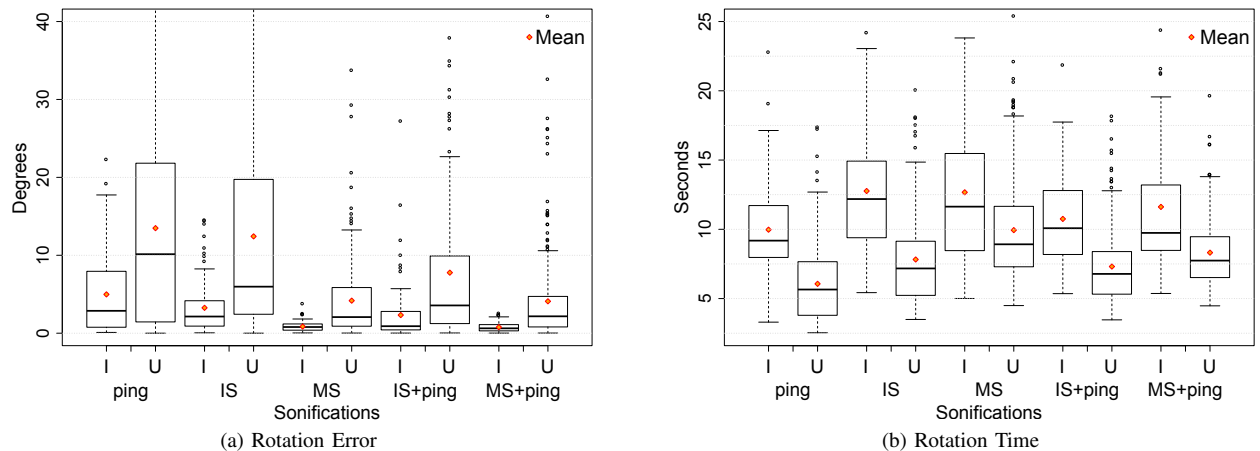 40
30
20
10
0
Degrees
Mean
I U I U I U I U I U
ping IS MS IS+ping MS+ping
Sonifications
(a) Rotation Error
25
20
15
10
5
Seconds
Mean
I U I U I U I U I U
ping IS MS IS+ping MS+ping
Sonifications
(b) Rotation Time